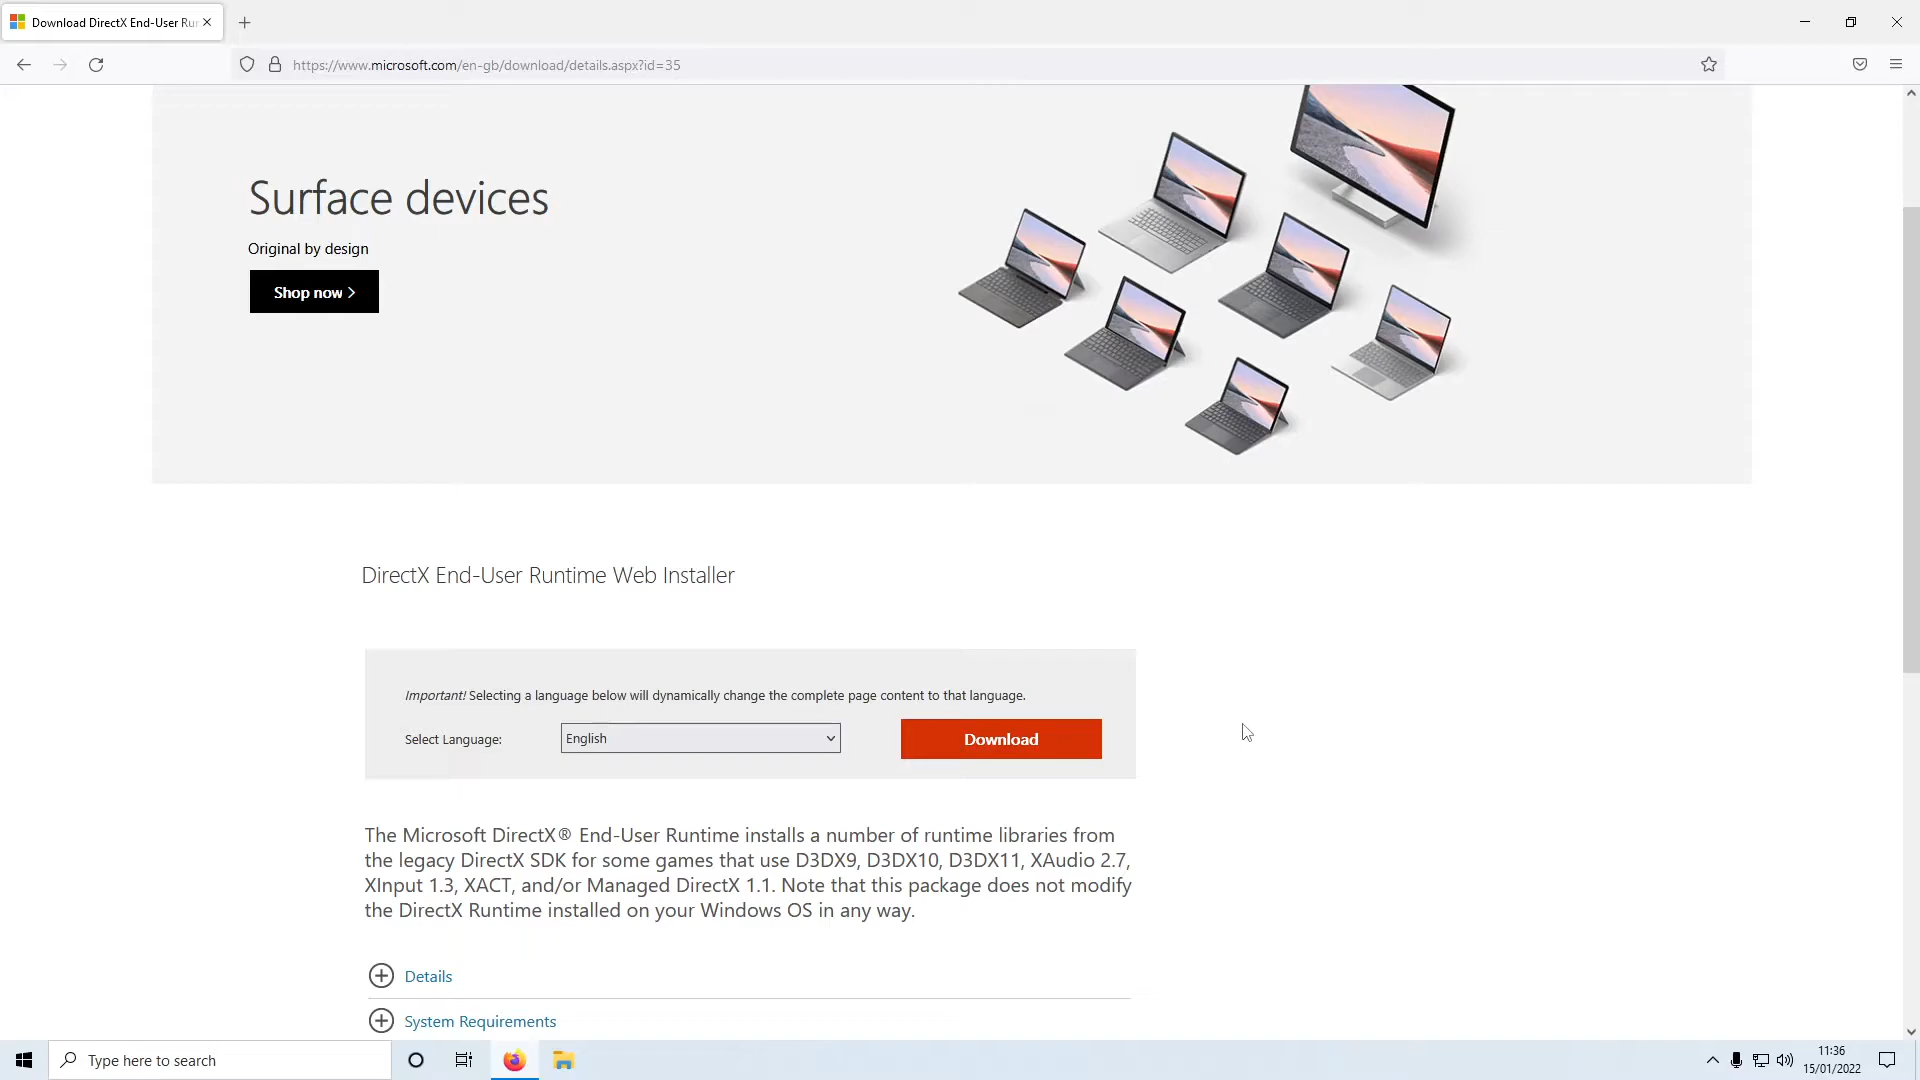 Download DirectX End-User Ru
https://www.microsoft.com/en-gb/download/details.aspx?id=35
Surface devices
Original by design
Shop now
DirectX End-User Runtime Web Installer
Important! Selecting a language below will dynamically change the complete page content to that language.
Select Language:
English
Download
The Microsoft DirectX® End-User Runtime installs a number of runtime libraries from
the legacy DirectX SDK for some games that use D3DX9, D3DX10, D3DX11, XAudio 2.7,
XInput 1.3, XACT, and/or Managed DirectX 1.1. Note that this package does not modify
the DirectX Runtime installed on your Windows OS in any way.
Details
System Requirements
Type here to search
11:36
15/01/2022